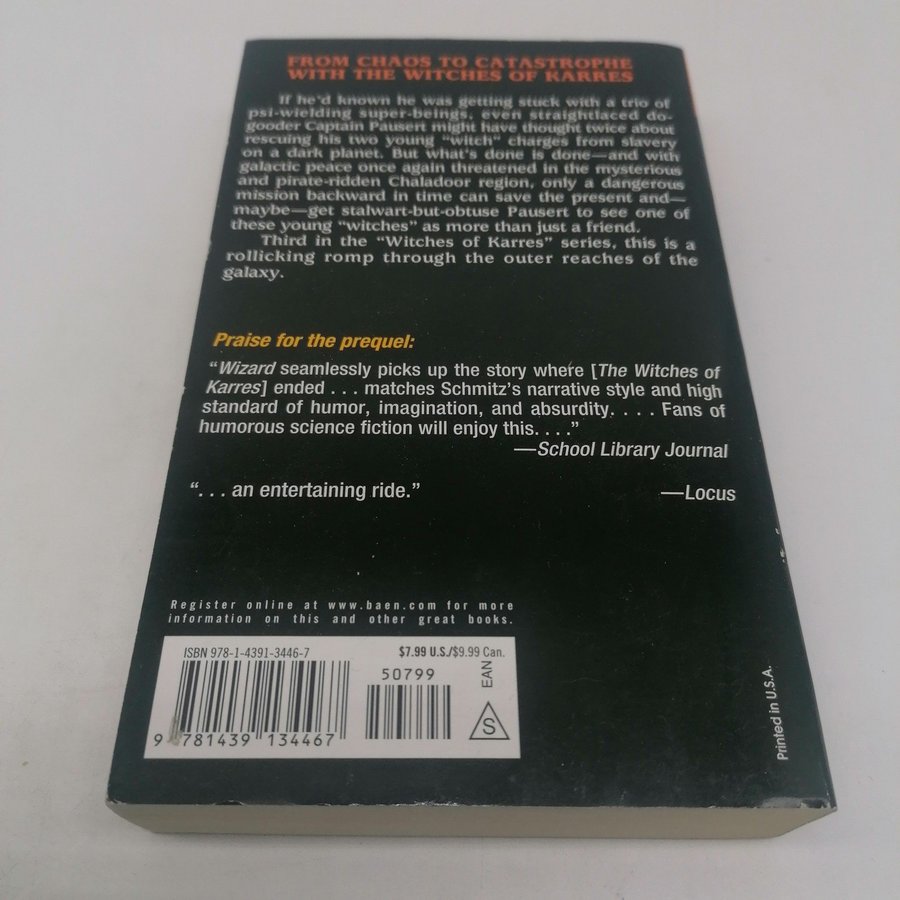 FROM CHAOS TO CATASTROPHE
WITH THE WITCHES OF KARRES
If he'd known he was getting stuck with a trio of
psi-wielding super-beings, even straightlaced do-
gooder Captain Pausert might have thought twice about
rescuing his two young "witch" charges from slavery
on a dark planet. But what's done is done—and with
galactic peace once again threatened in the mysterious
and pirate-ridden Chaladoor region, only a dangerous
mission backward in time can save the present and—
maybe—get stalwart-but-obtuse Pausert to see one of
these young "witches" as more than just a friend.
Third in the "Witches of Karres" series, this is a
rollicking romp through the outer reaches of the
galaxy.
Praise for the prequel:
"Wizard seamlessly picks up the story where [The Witches of
Karres] ended . . . matches Schmitz's narrative style and high
standard of humor, imagination, and absurdity. . . . Fans of
humorous science fiction will enjoy this. . . ."
—School Library Journal
". . . an entertaining ride." —Locus
Register online at www.baen.com for more
information on this and other great books.
ISBN 978-1-4391-3446-7 $7.99 U.S./$9.99 Can.
50799
EAN
S
9 781439 134467
Printed in U.S.A.